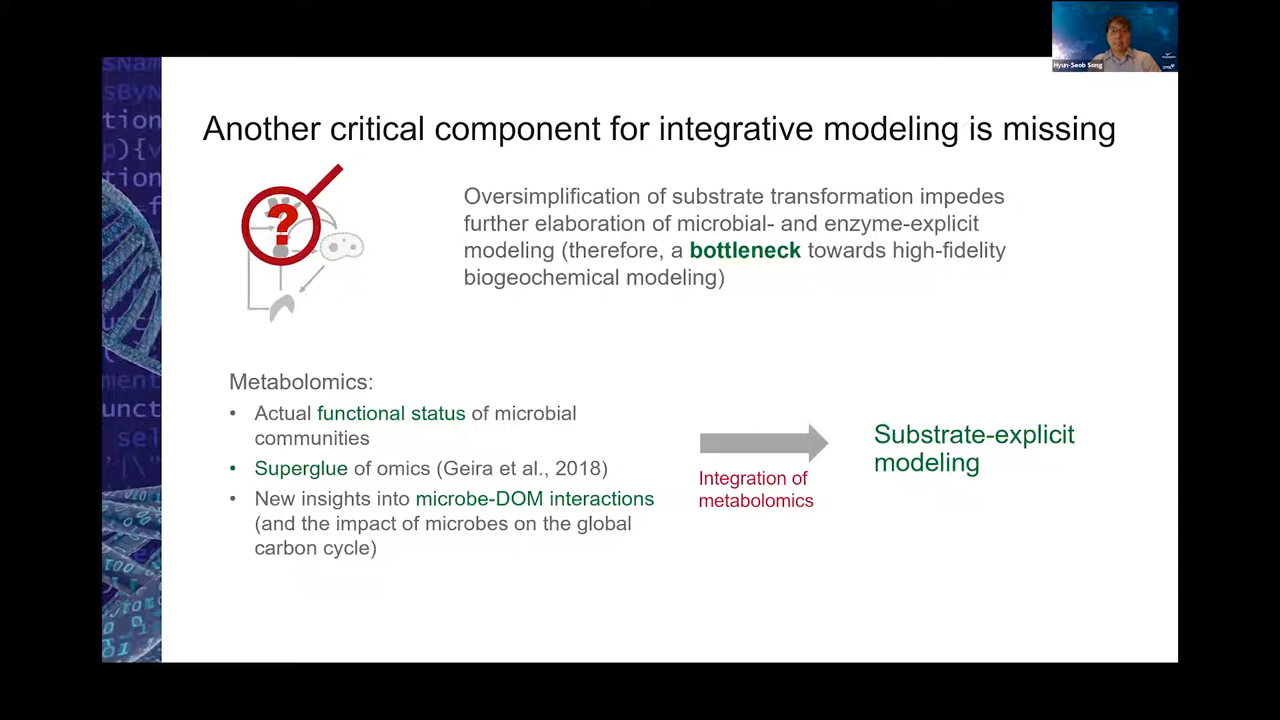 Hyun-Seob Song
Another critical component for integrative modeling is missing
?
Oversimplification of substrate transformation impedes
further elaboration of microbial- and enzyme-explicit
modeling (therefore, a bottleneck towards high-fidelity
biogeochemical modeling)
Metabolomics:
• Actual functional status of microbial
communities
• Superglue of omics (Geira et al., 2018)
• New insights into microbe-DOM interactions
(and the impact of microbes on the global
carbon cycle)
Integration of
metabolomics
Substrate-explicit
modeling